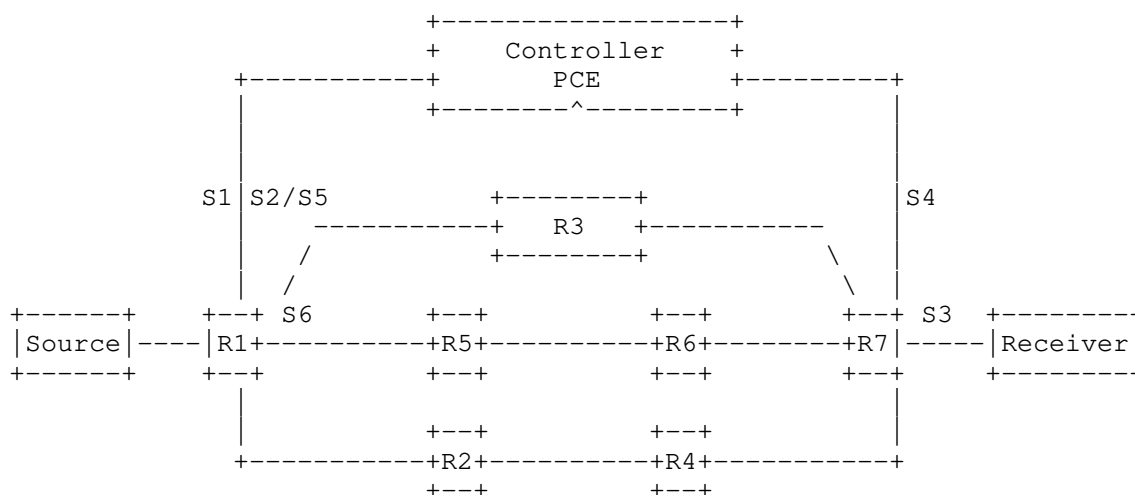 Controller
PCE
S1 S2/S5 S4
R3
S6 S3
Source R1 R5 R6 R7 Receiver
R2 R4